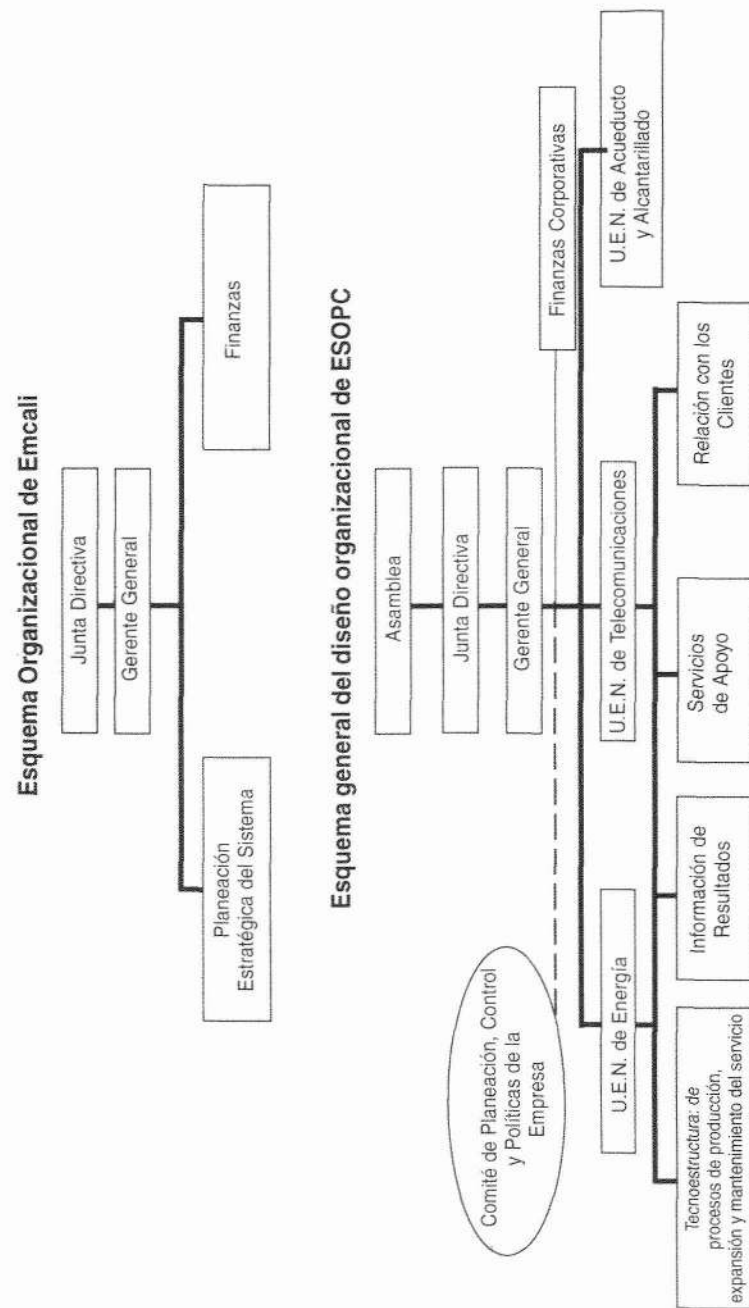 Esquema Organizacional de Emcali
Junta Directiva
Gerente General
Planeación
Estratégica del Sistema
Finanzas
Esquema general del diseño organizacional de ESOPC
Asamblea
Junta Directiva
Gerente General
Comité de Planeación, Control
y Políticas de la
Empresa
Finanzas Corporativas
U.E.N. de Energía
U.E.N. de Telecomunicaciones
U.E.N. de Acueducto
y Alcantarillado
Tecnoestructura: de
procesos de producción,
expansión y mantenimiento del servicio
Información de
Resultados
Servicios
de Apoyo
Relación con los
Clientes